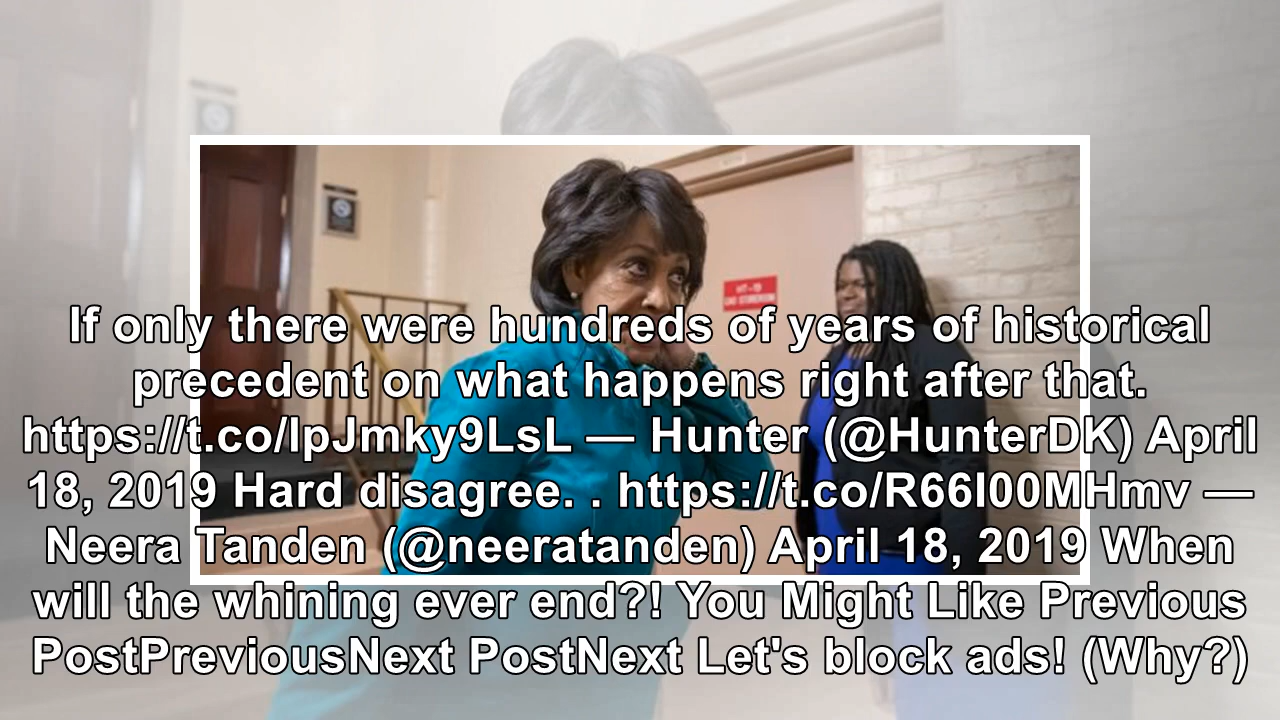 If only there were hundreds of years of historical
precedent on what happens right after that.
https://t.co/lpJmky9LsL — Hunter (@HunterDK) April
18, 2019 Hard disagree. . https://t.co/R66I00MHmv —
Neera Tanden (@neeratanden) April 18, 2019 When
will the whining ever end?! You Might Like Previous
PostPreviousNext PostNext Let's block ads! (Why?)